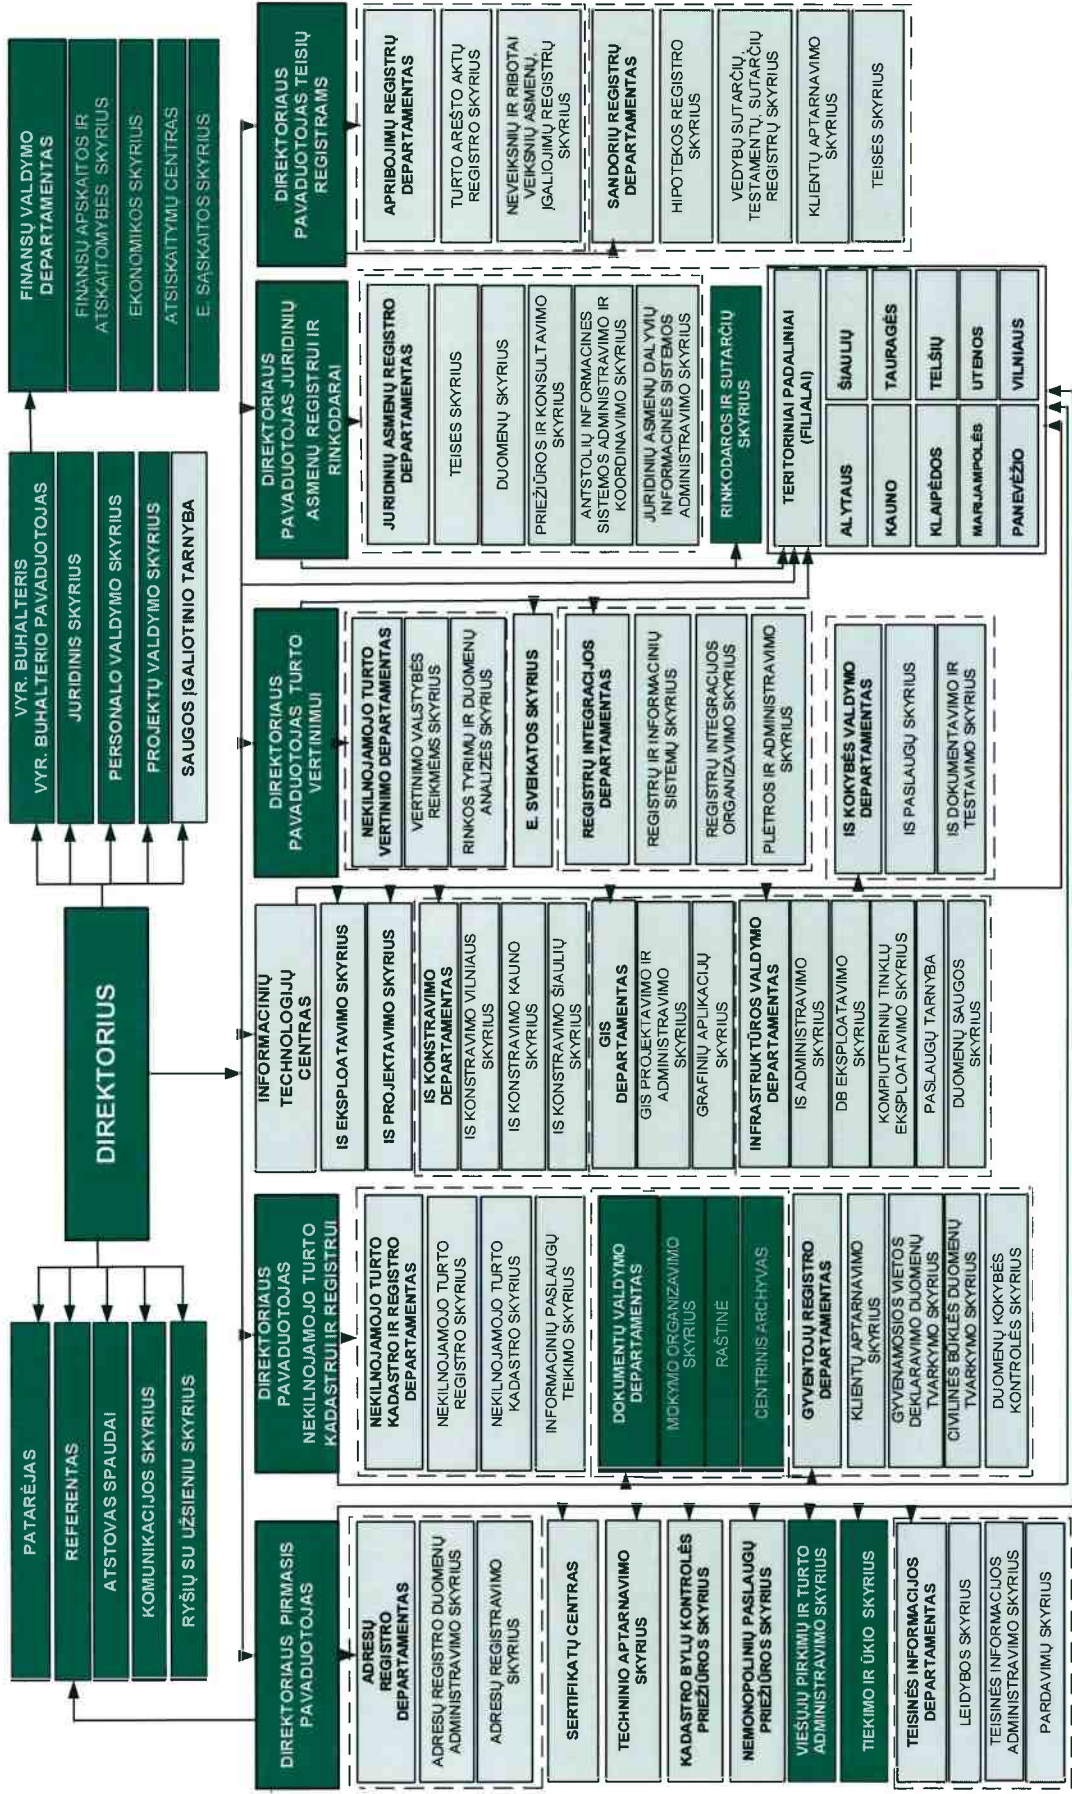 DIREKTORIUS
PATARĖJAS
REFERENTAS
ATSTOVAS SPAUDAI
KOMUNIKACIJOS SKYRIUS
RYŠIŲ SU UŽSIENIU SKYRIUS
VYR. BUHALTERIS
VYR. BUHALTERIO PAVADUOTOJAS
JURIDINIS SKYRIUS
PERSONALO VALDYMO SKYRIUS
PROJEKTŲ VALDYMO SKYRIUS
SAUGOS ĮGALIOTINIO TARNYBA
FINANSŲ VALDYMO
DEPARTAMENTAS
FINANSŲ APSKAITOS IR
ATSKAITOMYBĖS SKYRIUS
EKONOMIKOS SKYRIUS
ATSISKAITYMŲ CENTRAS
E. SĄSKAITOS SKYRIUS
DIREKTORIAUS PIRMASIS
PAVADUOTOJAS
ADRESŲ
REGISTRO
DEPARTAMENTAS
ADRESŲ REGISTRO DUOMENŲ
ADMINISTRAVIMO SKYRIUS
ADRESŲ REGISTRAVIMO
SKYRIUS
SERTIFIKATŲ CENTRAS
TECHNINIO APTARNAVIMO
SKYRIUS
KADASTRO BYLŲ KONTROLĖS
PRIEŽIŪROS SKYRIUS
NEMONOPOLINIŲ PASLAUGŲ
PRIEŽIŪROS SKYRIUS
VIEŠŲJŲ PIRKIMŲ IR TURTO
ADMINISTRAVIMO SKYRIUS
TIEKIMO IR ŪKIO SKYRIUS
TEISINĖS INFORMACIJOS
DEPARTAMENTAS
LEIDYBOS SKYRIUS
TEISINĖS INFORMACIJOS
ADMINISTRAVIMO SKYRIUS
PARDAVIMŲ SKYRIUS
DIREKTORIAUS
PAVADUOTOJAS
NEKILNOJAMOJO TURTO
KADASTRUI IR REGISTRUI
NEKILNOJAMOJO TURTO
KADASTRO IR REGISTRO
DEPARTAMENTAS
NEKILNOJAMOJO TURTO
REGISTRO SKYRIUS
NEKILNOJAMOJO TURTO
KADASTRO SKYRIUS
INFORMACINIŲ PASLAUGŲ
TEIKIMO SKYRIUS
DOKUMENTŲ VALDYMO
DEPARTAMENTAS
MOKYMO ORGANIZAVIMO
SKYRIUS
RAŠTINĖ
CENTRINIS ARCHYVAS
GYVENTOJŲ REGISTRO
DEPARTAMENTAS
KLIENTŲ APTARNAVIMO
SKYRIUS
GYVENAMOSIOS VIETOS
DEKLARAVIMO DUOMENŲ
TVARKYMO SKYRIUS
CIVILINĖS BŪKLĖS DUOMENŲ
TVARKYMO SKYRIUS
DUOMENŲ KOKYBĖS
KONTROLĖS SKYRIUS
INFORMACINIŲ
TECHNOLOGIJŲ
CENTRAS
IS EKSPLOATAVIMO SKYRIUS
IS PROJEKTAVIMO SKYRIUS
IS KONSTRAVIMO
DEPARTAMENTAS
IS KONSTRAVIMO VILNIAUS
SKYRIUS
IS KONSTRAVIMO KAUNO
SKYRIUS
IS KONSTRAVIMO ŠIAULIŲ
SKYRIUS
GIS
DEPARTAMENTAS
GIS PROJEKTAVIMO IR
ADMINISTRAVIMO
SKYRIUS
GRAFINIŲ APLIKACIJŲ
SKYRIUS
INFRASTRUKTŪROS VALDYMO
DEPARTAMENTAS
IS ADMINISTRAVIMO
SKYRIUS
DB EKSPLOATAVIMO
SKYRIUS
KOMPIUTERINIŲ TINKLŲ
EKSPLOATAVIMO SKYRIUS
PASLAUGŲ TARNYBA
DUOMENŲ SAUGOS
SKYRIUS
DIREKTORIAUS
PAVADUOTOJAS TURTO
VERTINIMUI
NEKILNOJAMOJO TURTO
VERTINIMO DEPARTAMENTAS
VERTINIMO VALSTYBĖS
REIKMĖMS SKYRIUS
RINKOS TYRIMŲ IR DUOMENŲ
ANALIZĖS SKYRIUS
E. SVEIKATOS SKYRIUS
REGISTRŲ INTEGRACIJOS
DEPARTAMENTAS
REGISTRŲ IR INFORMACINIŲ
SISTEMŲ SKYRIUS
REGISTRŲ INTEGRACIJOS
ORGANIZAVIMO SKYRIUS
PLĖTROS IR ADMINISTRAVIMO
SKYRIUS
IS KOKYBĖS VALDYMO
DEPARTAMENTAS
IS PASLAUGŲ SKYRIUS
IS DOKUMENTAVIMO IR
TESTAVIMO SKYRIUS
DIREKTORIAUS
PAVADUOTOJAS JURIDINIŲ
ASMENŲ REGISTRUI IR
RINKODARAI
JURIDINIŲ ASMENŲ REGISTRO
DEPARTAMENTAS
TEISĖS SKYRIUS
DUOMENŲ SKYRIUS
PRIEŽIŪROS IR KONSULTAVIMO
SKYRIUS
ANTSTOLIŲ INFORMACINĖS
SISTEMOS ADMINISTRAVIMO IR
KOORDINAVIMO SKYRIUS
JURIDINIŲ ASMENŲ DALYVIŲ
INFORMACINĖS SISTEMOS
ADMINISTRAVIMO SKYRIUS
RINKODAROS IR SUTARČIŲ
SKYRIUS
TERITORINIAI PADALINIAI
(FILIALAI)
ALYTAUS
ŠIAULIŲ
KAUNO
TAURAGĖS
KLAIPĖDOS
TELŠIŲ
MARIJAMPOLĖS
UTENOS
PANEVĖŽIO
VILNIAUS
DIREKTORIAUS
PAVADUOTOJAS TEISIŲ
REGISTRAMS
APRIBOJIMŲ REGISTRŲ
DEPARTAMENTAS
TURTO AREŠTO AKTŲ
REGISTRO SKYRIUS
NEVEIKSNIŲ IR RIBOTAI
VEIKSNIŲ ASMENŲ,
ĮGALIOJIMŲ REGISTRŲ
SKYRIUS
SANDORIŲ REGISTRŲ
DEPARTAMENTAS
HIPOTEKOS REGISTRO
SKYRIUS
VEDYBŲ SUTARČIŲ,
TESTAMENTŲ, SUTARČIŲ
REGISTRŲ SKYRIUS
KLIENTŲ APTARNAVIMO
SKYRIUS
TEISĖS SKYRIUS